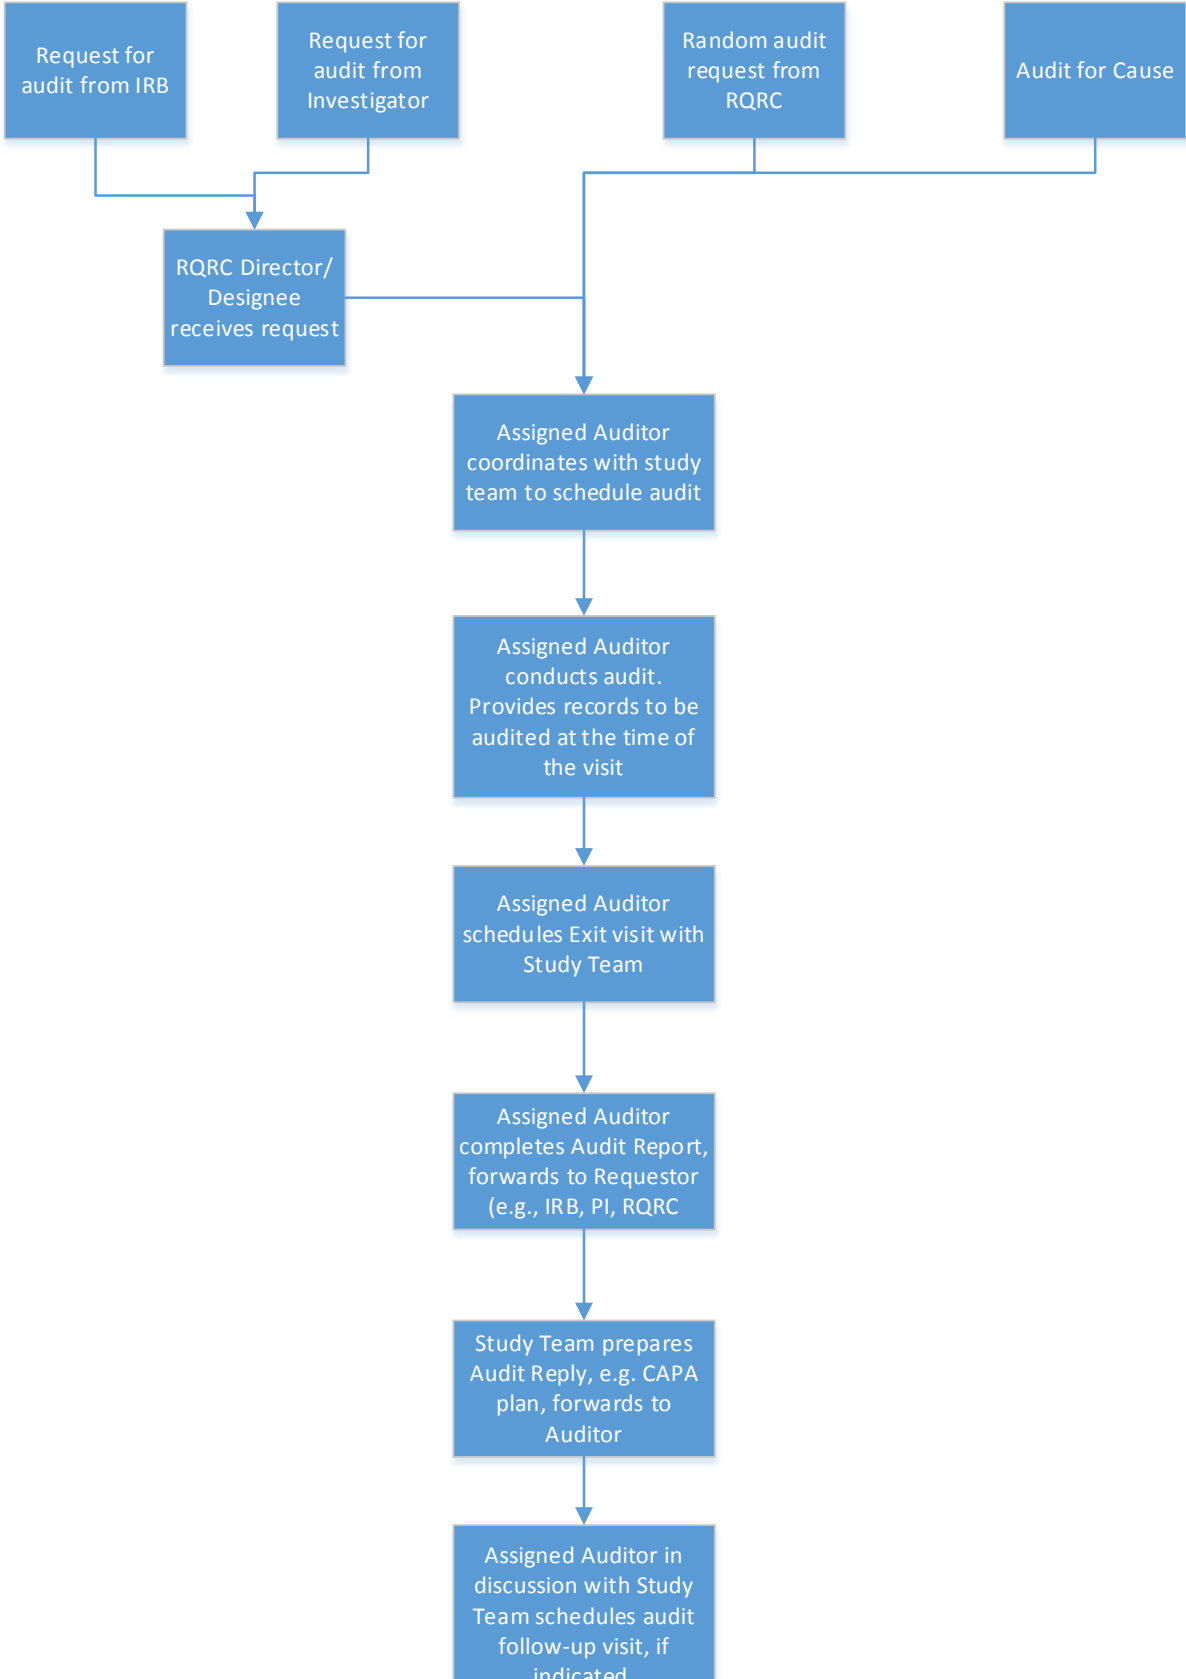 Request for
audit from IRB
Request for
audit from
Investigator
Random audit
request from
RQRC
Audit for Cause
RQRC Director/
Designee
receives request
Assigned Auditor
coordinates with study
team to schedule audit
Assigned Auditor
conducts audit.
Provides records to be
audited at the time of
the visit
Assigned Auditor
schedules Exit visit with
Study Team
Assigned Auditor
completes Audit Report,
forwards to Requestor
(e.g., IRB, PI, RQRC
Study Team prepares
Audit Reply, e.g. CAPA
plan, forwards to
Auditor
Assigned Auditor in
discussion with Study
Team schedules audit
follow-up visit, if
indicated